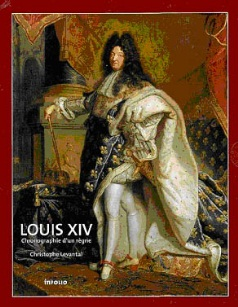 LOUIS XIV
Chronographie d'un règne
Christophe Levantal
infolio